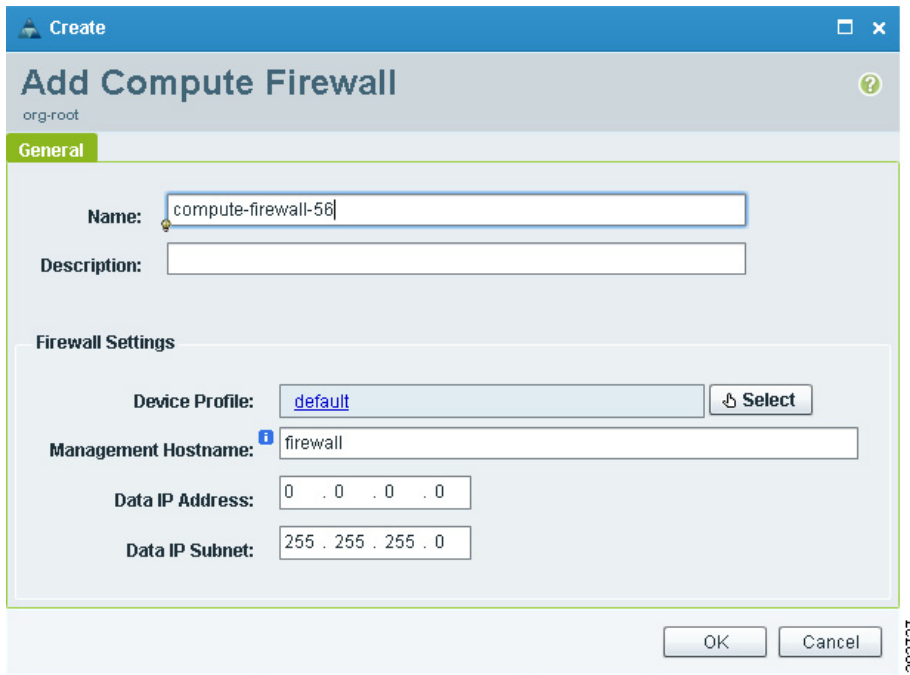 Create
Add Compute Firewall
org-root
General
Name: compute-firewall-56
Description:
Firewall Settings
Device Profile: default Select
Management Hostname: firewall
Data IP Address: 0 . 0 . 0 . 0
Data IP Subnet: 255 . 255 . 255 . 0
OK Cancel